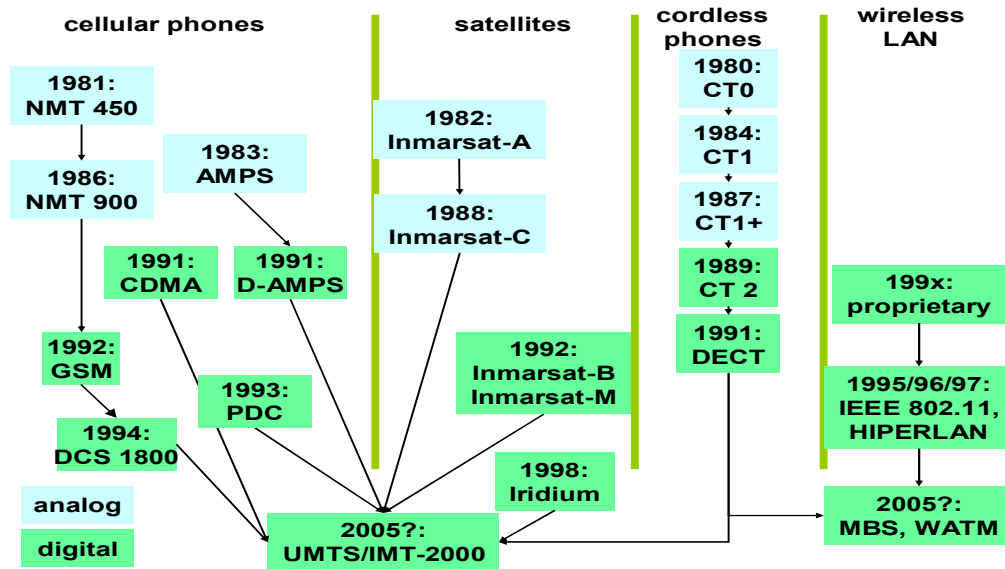 cellular phones
1981:
NMT 450
1986:
NMT 900
1983:
AMPS
1991:
CDMA
1991:
D-AMPS
1992:
GSM
1993:
PDC
1994:
DCS 1800
analog
digital
satellites
1982:
Inmarsat-A
1988:
Inmarsat-C
1992:
Inmarsat-B
Inmarsat-M
1998:
Iridium
2005?:
UMTS/IMT-2000
cordless
phones
1980:
CT0
1984:
CT1
1987:
CT1+
1989:
CT 2
1991:
DECT
wireless
LAN
199x:
proprietary
1995/96/97:
IEEE 802.11,
HIPERLAN
2005?:
MBS, WATM